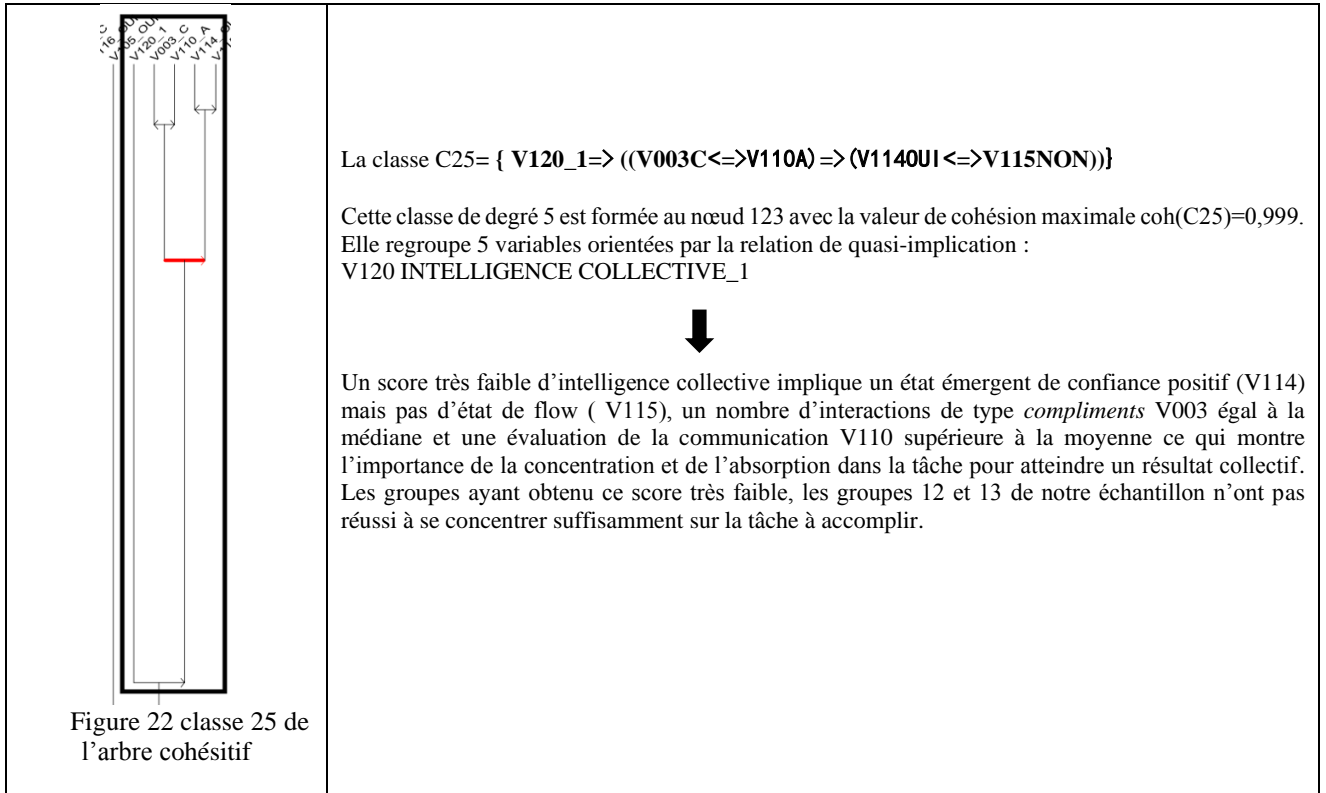 V120_1
V003_C
V110_A
Figure 22 classe 25 de
l’arbre cohésitif
La classe C25= { V120_1=> ((V003C<=>V110A) => (V114OUI<=>V115NON))}
Cette classe de degré 5 est formée au nœud 123 avec la valeur de cohésion maximale coh(C25)=0,999.
Elle regroupe 5 variables orientées par la relation de quasi-implication :
V120 INTELLIGENCE COLLECTIVE_1
Un score très faible d’intelligence collective implique un état émergent de confiance positif (V114)
mais pas d’état de flow ( V115), un nombre d’interactions de type compliments V003 égal à la
médiane et une évaluation de la communication V110 supérieure à la moyenne ce qui montre
l’importance de la concentration et de l’absorption dans la tâche pour atteindre un résultat collectif.
Les groupes ayant obtenu ce score très faible, les groupes 12 et 13 de notre échantillon n’ont pas
réussi à se concentrer suffisamment sur la tâche à accomplir.